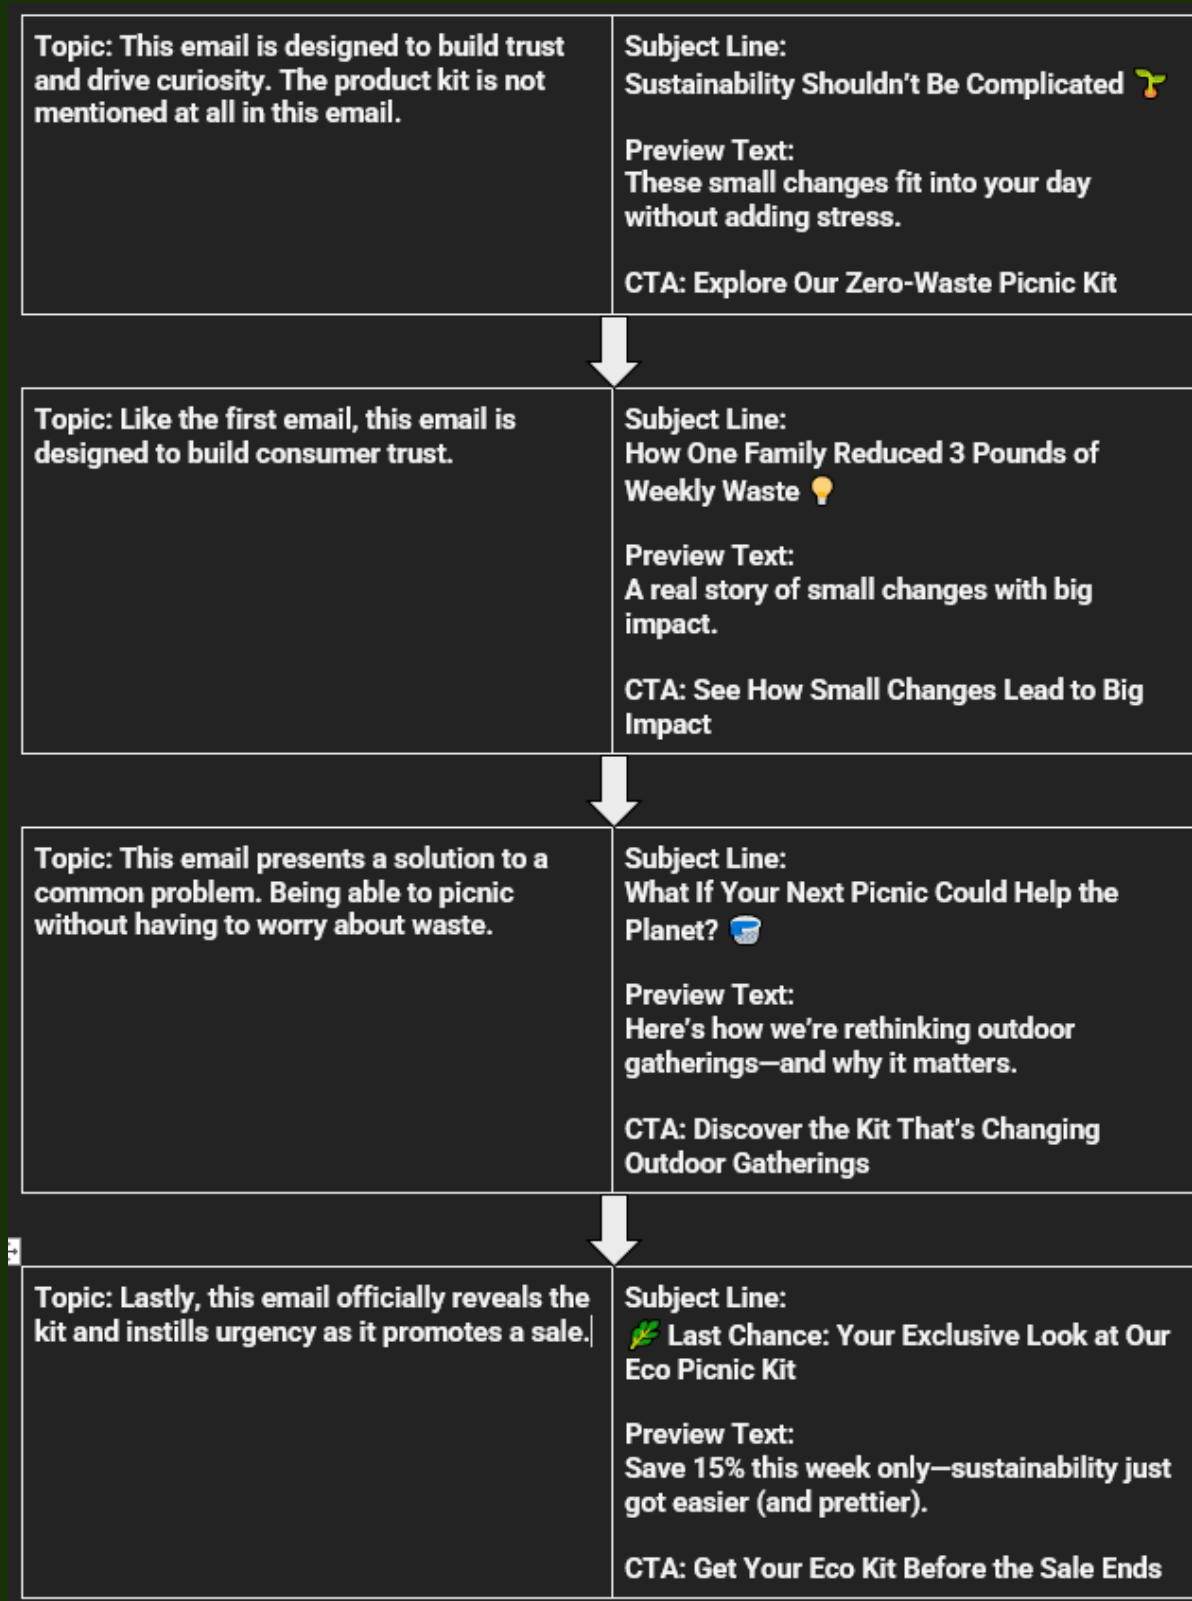 Topic: This email is designed to build trust
and drive curiosity. The product kit is not
mentioned at all in this email.
Subject Line:
Sustainability Shouldn't Be Complicated 🌱
Preview Text:
These small changes fit into your day
without adding stress.
CTA: Explore Our Zero-Waste Picnic Kit
Topic: Like the first email, this email is
designed to build consumer trust.
Subject Line:
How One Family Reduced 3 Pounds of
Weekly Waste 💡
Preview Text:
A real story of small changes with big
impact.
CTA: See How Small Changes Lead to Big
Impact
Topic: This email presents a solution to a
common problem. Being able to picnic
without having to worry about waste.
Subject Line:
What If Your Next Picnic Could Help the
Planet?
Preview Text:
Here's how we're rethinking outdoor
gatherings—and why it matters.
CTA: Discover the Kit That's Changing
Outdoor Gatherings
Topic: Lastly, this email officially reveals the
kit and instills urgency as it promotes a sale.
Subject Line:
🌿 Last Chance: Your Exclusive Look at Our
Eco Picnic Kit
Preview Text:
Save 15% this week only—sustainability just
got easier (and prettier).
CTA: Get Your Eco Kit Before the Sale Ends